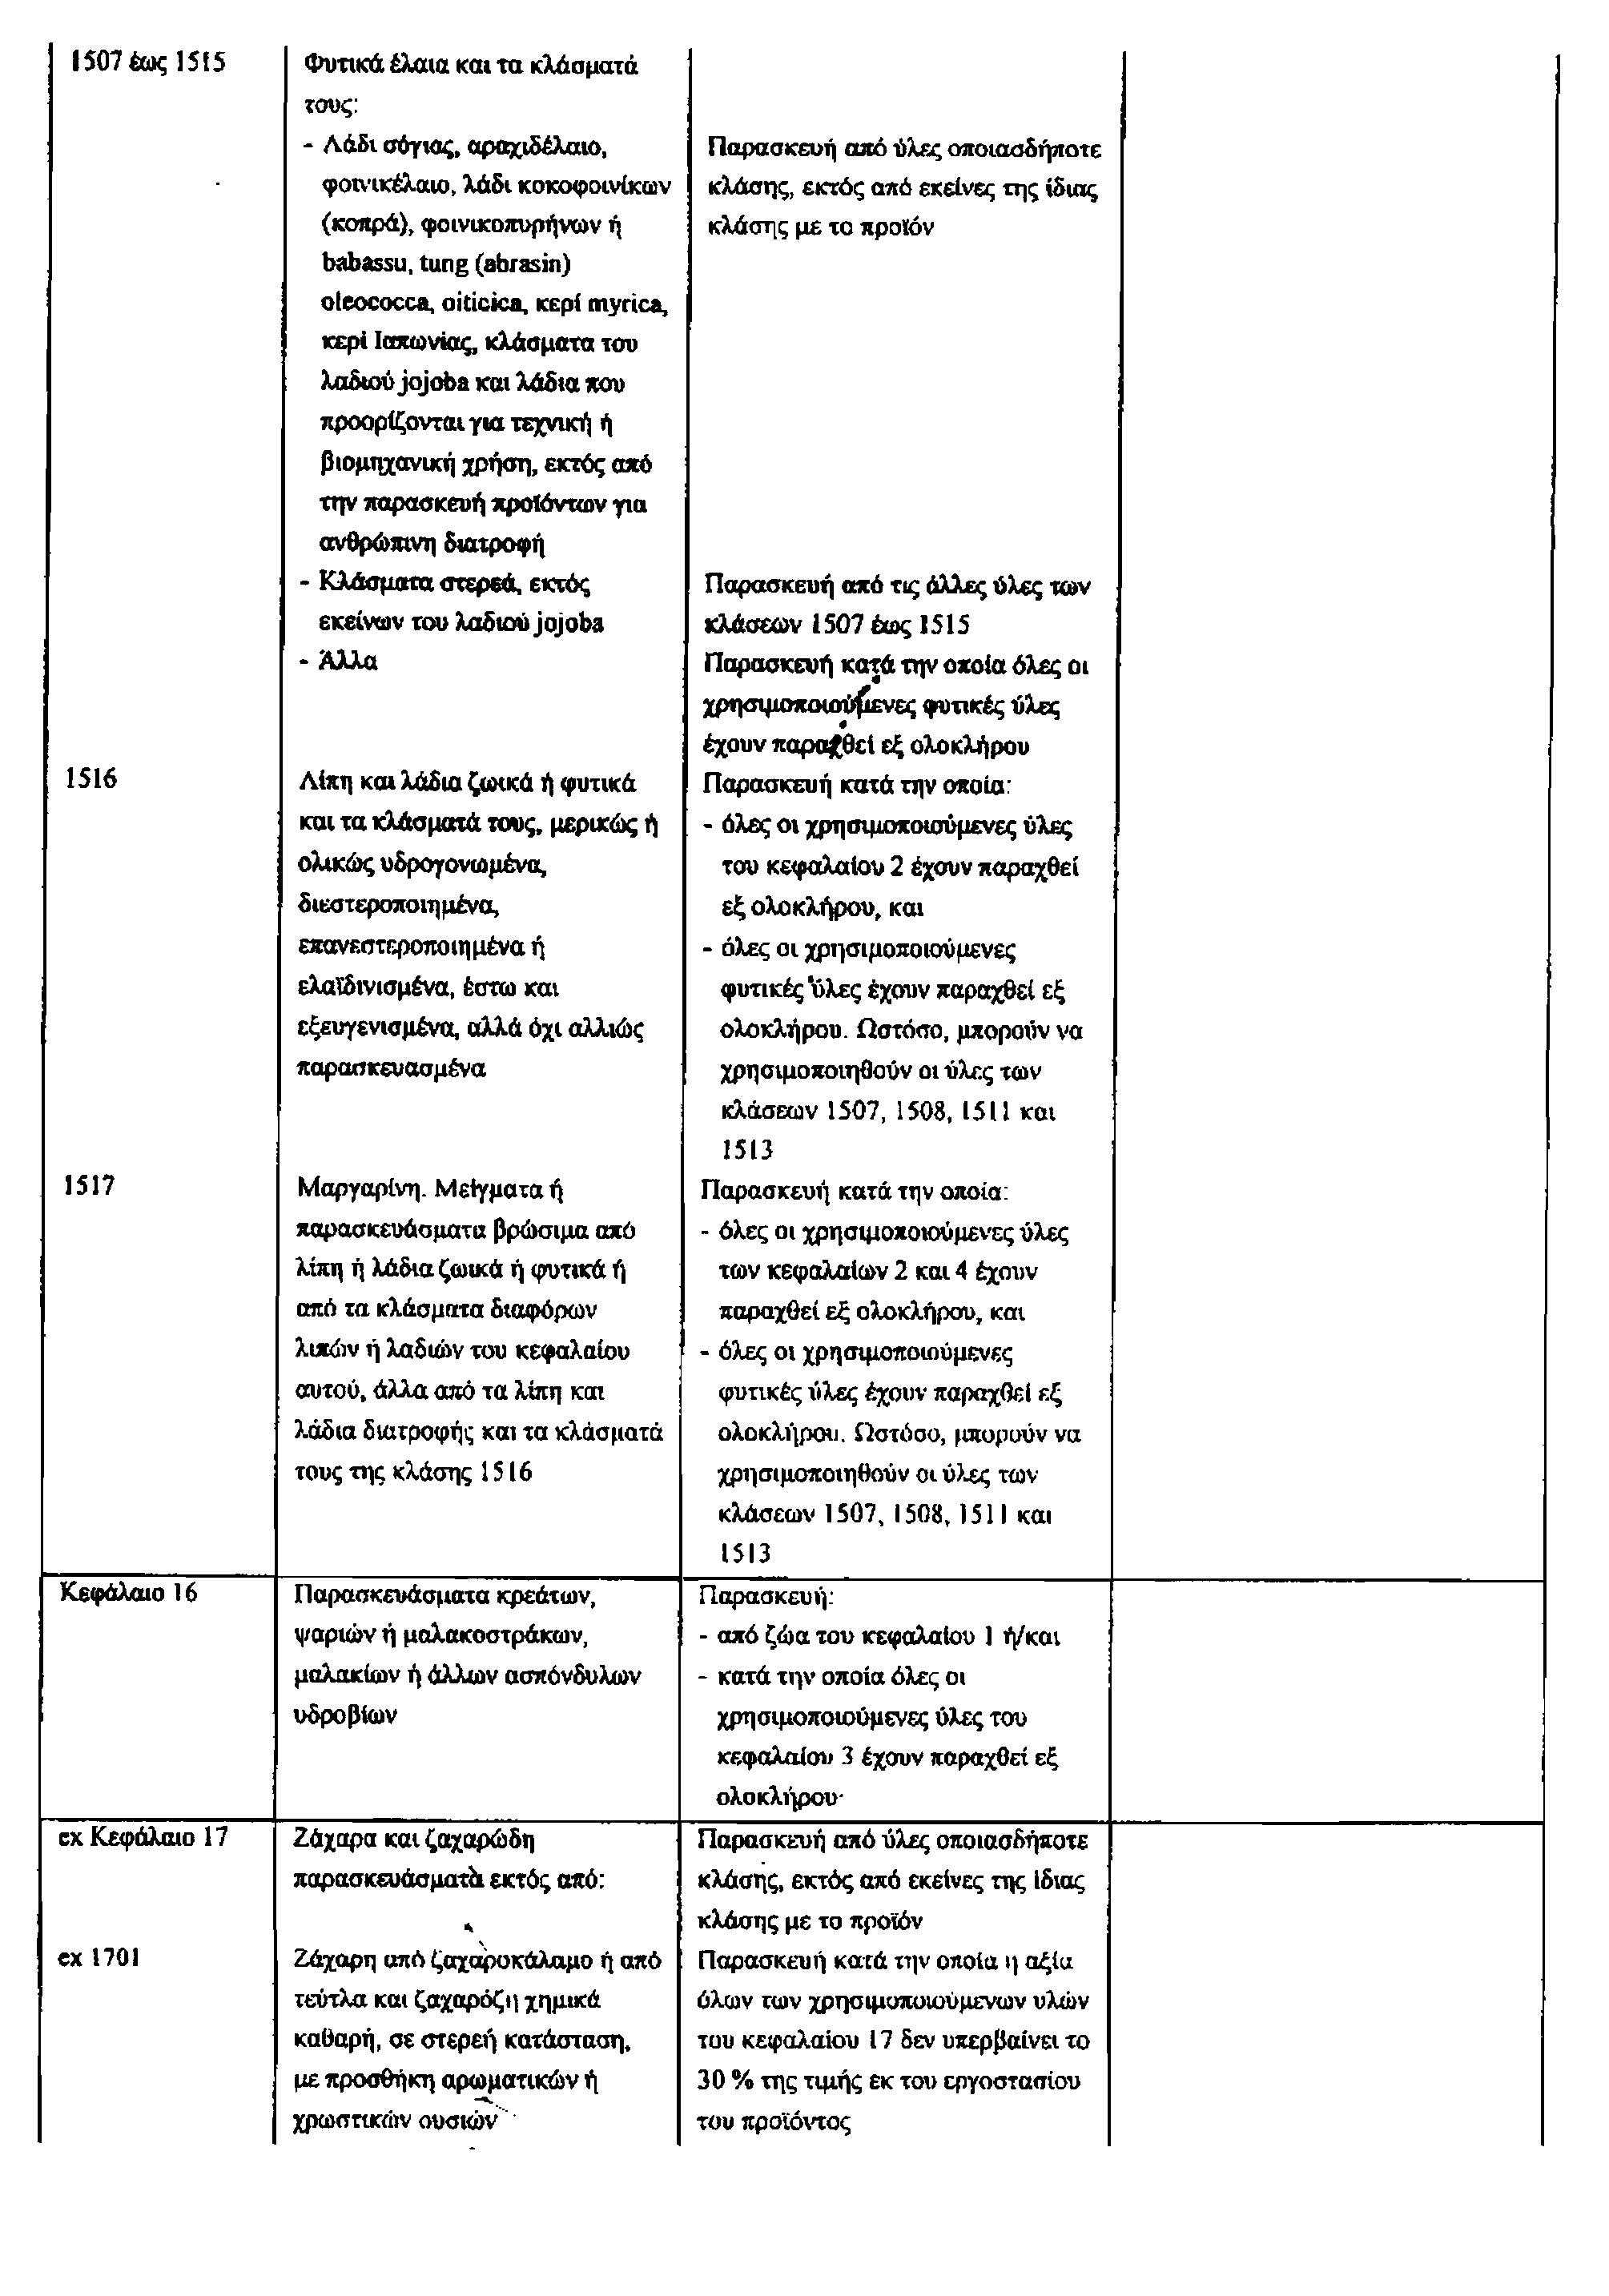 1507 έως 1515
Φυτικά έλαια και τα κλάσματά
τους:
- Λάδι σόγιας, αραχιδέλαιο,
φοινικέλαιο, λάδι κοκοφοινίκων
(κοπρά), φοινικοπυρήνων ή
babassu, tung (abrasin)
oleococca, oiticica, κερί myrica,
κερί Ιαπωνίας, κλάσματα του
λαδιού jojoba και λάδια που
προορίζονται για τεχνική ή
βιομηχανική χρήση, εκτός από
την παρασκευή προϊόντων για
ανθρώπινη διατροφή
Παρασκευή από ύλες οποιασδήποτε
κλάσης, εκτός από εκείνες της ίδιας
κλάσης με το προϊόν
- Κλάσματα στερεά, εκτός
εκείνων του λαδιού jojoba
Παρασκευή από τις άλλες ύλες των
κλάσεων 1507 έως 1515
- Άλλα
Παρασκευή κατά την οποία όλες οι
χρησιμοποιούμενες φυτικές ύλες
έχουν παραχθεί εξ ολοκλήρου
1516
Λίπη και λάδια ζωικά ή φυτικά
και τα κλάσματά τους, μερικώς ή
ολικώς υδρογονωμένα,
διεστεροποιημένα,
επανεστεροποιημένα ή
ελαϊδινισμένα, έστω και
εξευγενισμένα, αλλά όχι αλλιώς
παρασκευασμένα
Παρασκευή κατά την οποία:
- όλες οι χρησιμοποιούμενες ύλες
του κεφαλαίου 2 έχουν παραχθεί
εξ ολοκλήρου, και
- όλες οι χρησιμοποιούμενες
φυτικές ύλες έχουν παραχθεί εξ
ολοκλήρου. Ωστόσο, μπορούν να
χρησιμοποιηθούν οι ύλες των
κλάσεων 1507, 1508, 1511 και
1513
1517
Μαργαρίνη. Μείγματα ή
παρασκευάσματα βρώσιμα από
λίπη ή λάδια ζωικά ή φυτικά ή
από τα κλάσματα διαφόρων
λιπών ή λαδιών του κεφαλαίου
αυτού, άλλα από τα λίπη και
λάδια διατροφής και τα κλάσματά
τους της κλάσης 1516
Παρασκευή κατά την οποία:
- όλες οι χρησιμοποιούμενες ύλες
των κεφαλαίων 2 και 4 έχουν
παραχθεί εξ ολοκλήρου, και
- όλες οι χρησιμοποιούμενες
φυτικές ύλες έχουν παραχθεί εξ
ολοκλήρου. Ωστόσο, μπορούν να
χρησιμοποιηθούν οι ύλες των
κλάσεων 1507, 1508, 1511 και
1513
Κεφάλαιο 16
Παρασκευάσματα κρεάτων,
ψαριών ή μαλακοστράκων,
μαλακίων ή άλλων ασπόνδυλων
υδροβίων
Παρασκευή:
- από ζώα του κεφαλαίου 1 ή/και
- κατά την οποία όλες οι
χρησιμοποιούμενες ύλες του
κεφαλαίου 3 έχουν παραχθεί εξ
ολοκλήρου·
ex Κεφάλαιο 17
Ζάχαρα και ζαχαρώδη
παρασκευάσματα εκτός από:
Παρασκευή από ύλες οποιασδήποτε
κλάσης, εκτός από εκείνες της ίδιας
κλάσης με το προϊόν
ex 1701
Ζάχαρη από ζαχαροκάλαμο ή από
τεύτλα και ζαχαρόζη χημικά
καθαρή, σε στερεή κατάσταση,
με προσθήκη αρωματικών ή
χρωστικών ουσιών
Παρασκευή κατά την οποία η αξία
όλων των χρησιμοποιούμενων υλών
του κεφαλαίου 17 δεν υπερβαίνει το
30 % της τιμής εκ του εργοστασίου
του προϊόντος